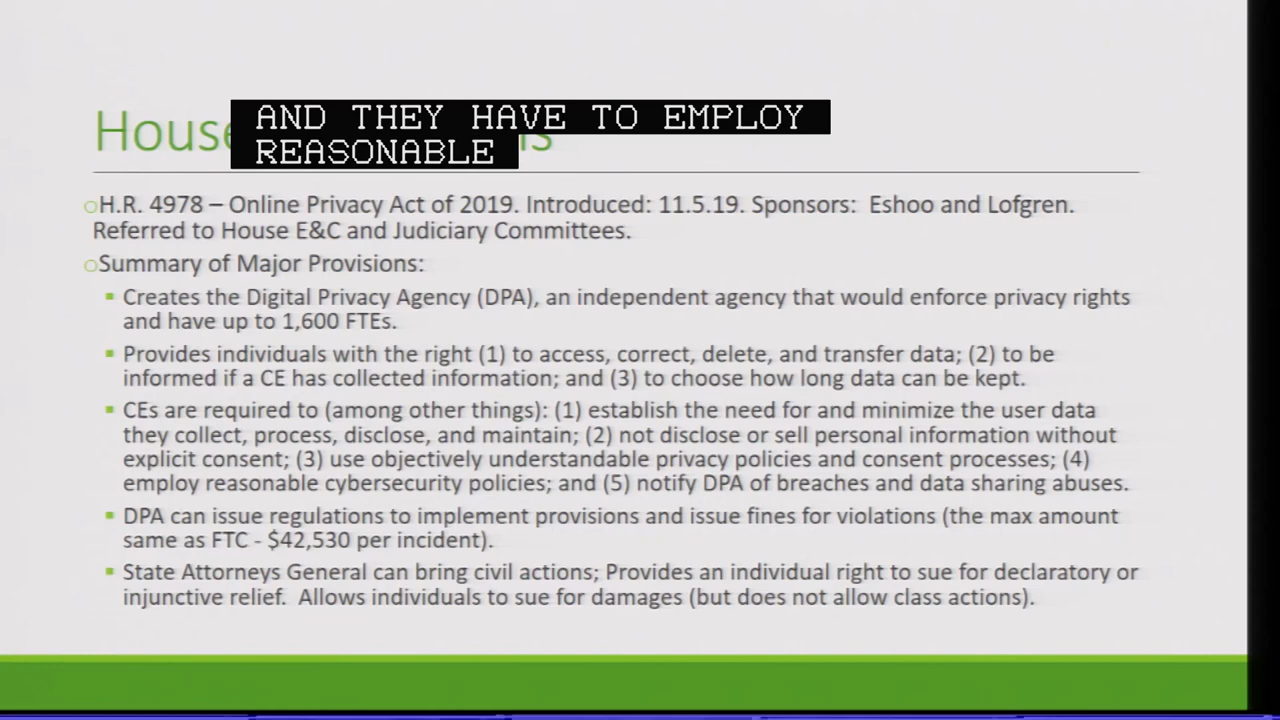 House
AND THEY HAVE TO EMPLOY
REASONABLE
H.R. 4978 – Online Privacy Act of 2019. Introduced: 11.5.19. Sponsors: Eshoo and Lofgren.
Referred to House E&C and Judiciary Committees.
Summary of Major Provisions:
Creates the Digital Privacy Agency (DPA), an independent agency that would enforce privacy rights
and have up to 1,600 FTEs.
Provides individuals with the right (1) to access, correct, delete, and transfer data; (2) to be
informed if a CE has collected information; and (3) to choose how long data can be kept.
CEs are required to (among other things): (1) establish the need for and minimize the user data
they collect, process, disclose, and maintain; (2) not disclose or sell personal information without
explicit consent; (3) use objectively understandable privacy policies and consent processes; (4)
employ reasonable cybersecurity policies; and (5) notify DPA of breaches and data sharing abuses.
DPA can issue regulations to implement provisions and issue fines for violations (the max amount
same as FTC - $42,530 per incident).
State Attorneys General can bring civil actions; Provides an individual right to sue for declaratory or
injunctive relief.  Allows individuals to sue for damages (but does not allow class actions).